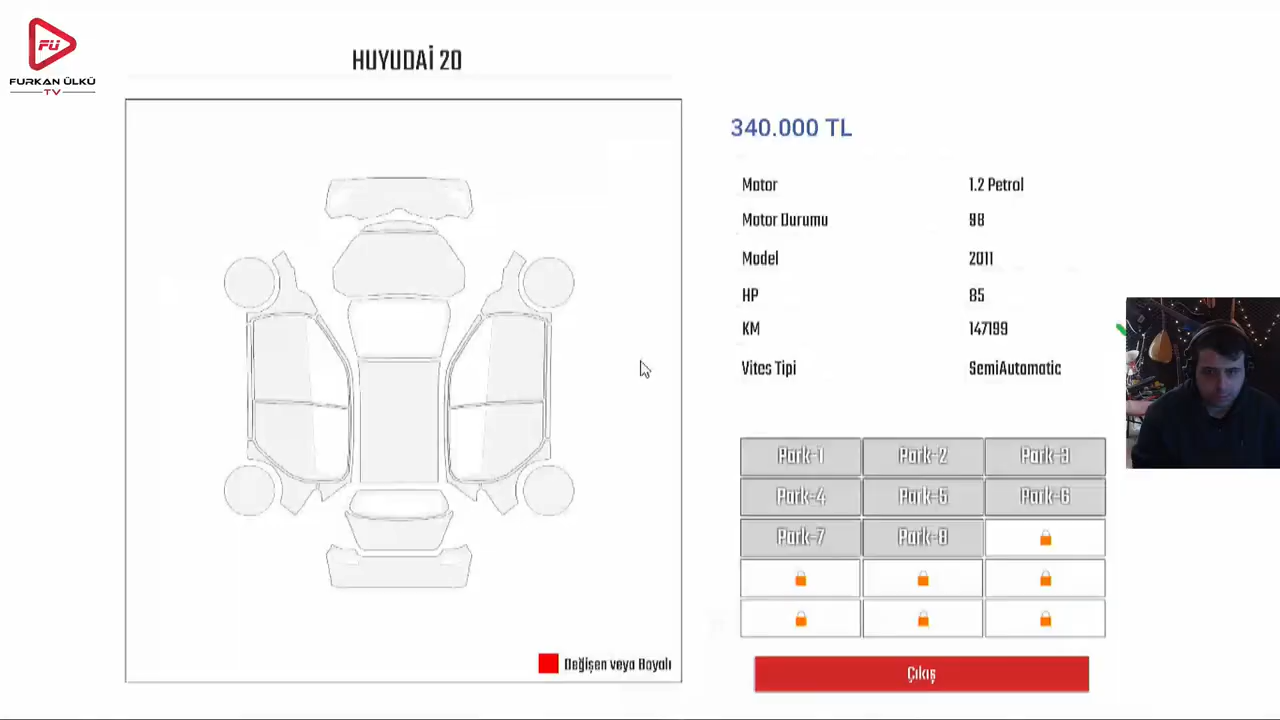 FU
FURKAN ÜLKÜ
TV
HUYUDAİ 20
340.000 TL
Motor 1.2 Petrol
Motor Durumu 98
Model 2011
HP 85
KM 147199
Vites Tipi SemiAutomatic
Park-1 Park-2 Park-3
Park-4 Park-5 Park-6
Park-7 Park-8
Değişen veya Boyalı
Çıkış